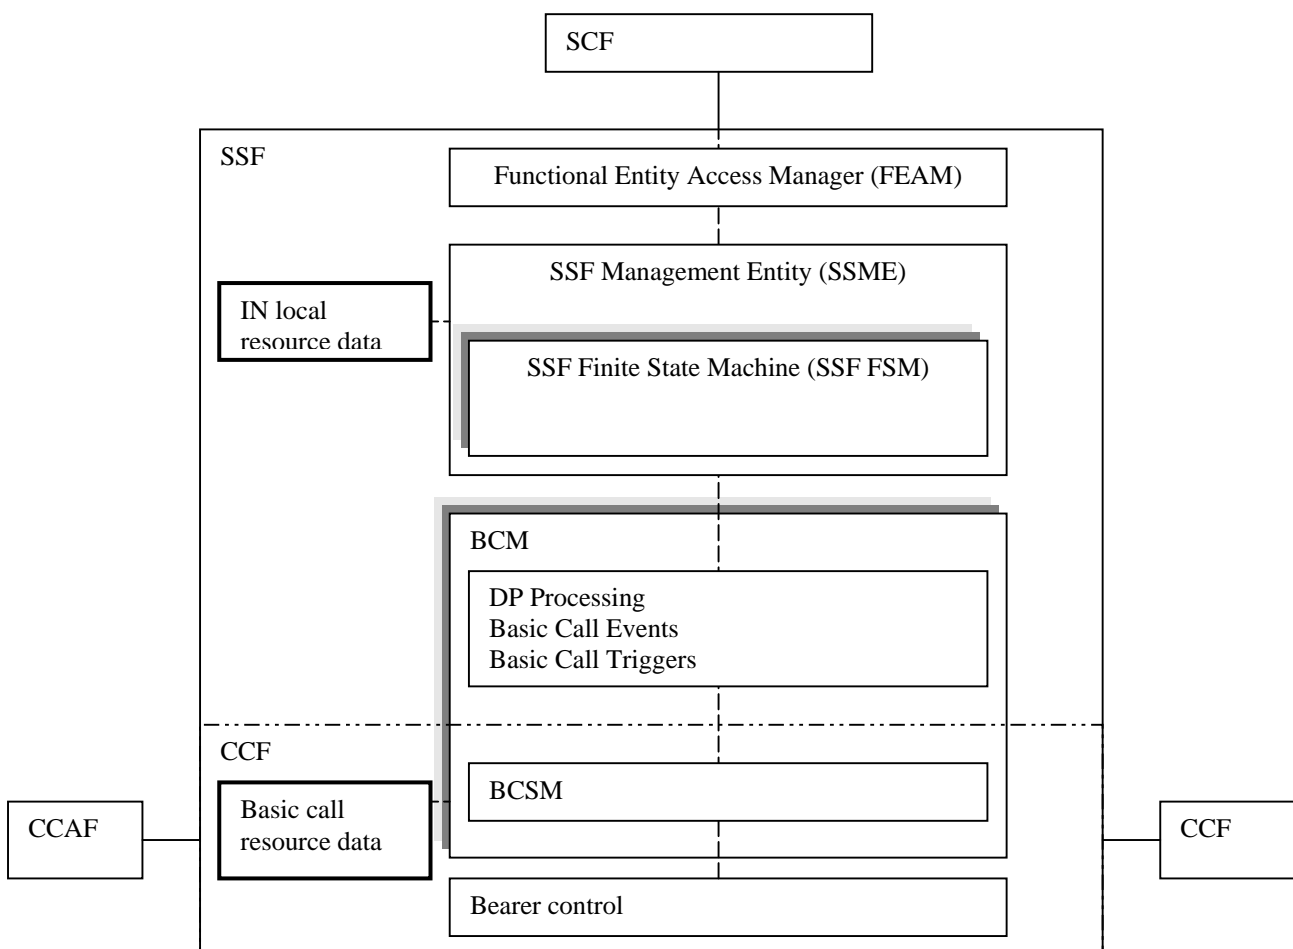 SCF
SSF
Functional Entity Access Manager (FEAM)
SSF Management Entity (SSME)
IN local
resource data
SSF Finite State Machine (SSF FSM)
BCM
DP Processing
Basic Call Events
Basic Call Triggers
CCF
BCSM
Basic call
resource data
CCAF
CCF
Bearer control